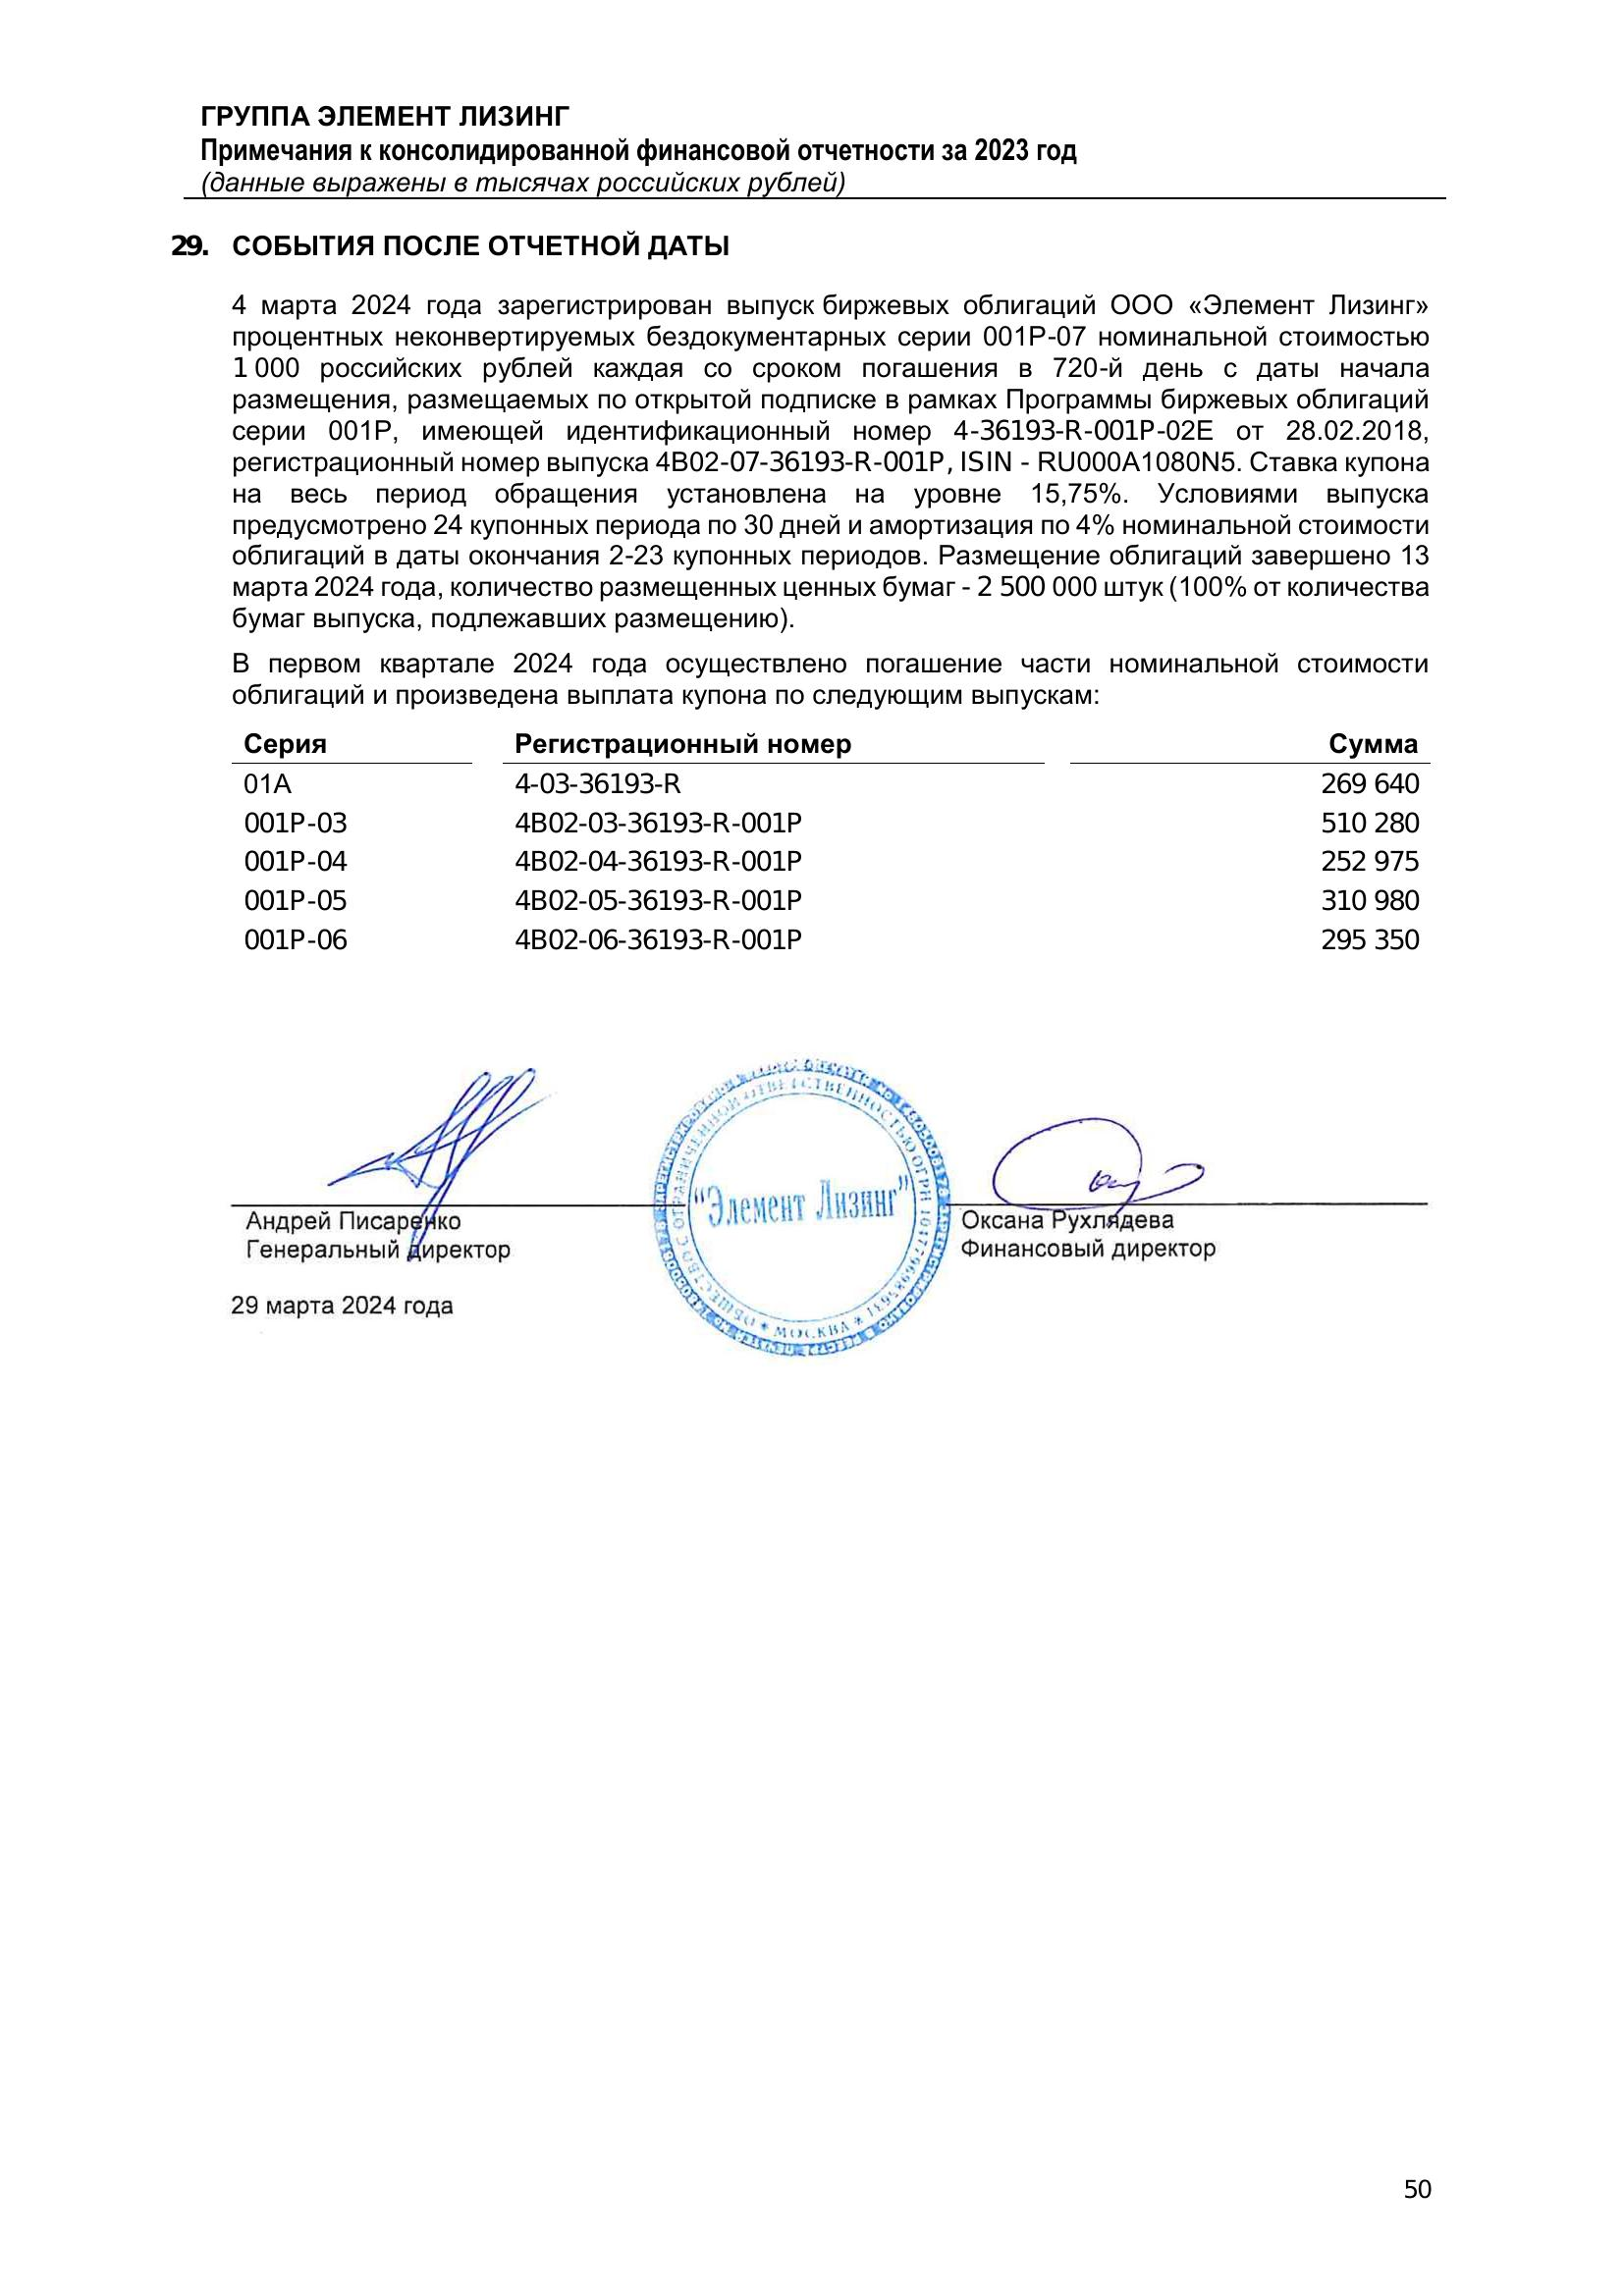 ГРУППА ЭЛЕМЕНТ ЛИЗИНГ
Примечания к консолидированной финансовой отчетности за 2023 год
(данные выражены в тысячах российских рублей)
29. СОБЫТИЯ ПОСЛЕ ОТЧЕТНОЙ ДАТЫ
4 марта 2024 года зарегистрирован выпуск биржевых облигаций ООО «Элемент Лизинг»
процентных неконвертируемых бездокументарных серии 001P-07 номинальной стоимостью
1 000 российских рублей каждая со сроком погашения в 720-й день с даты начала
размещения, размещаемых по открытой подписке в рамках Программы биржевых облигаций
серии 001P, имеющей идентификационный номер 4-36193-R-001P-02E от 28.02.2018,
регистрационный номер выпуска 4B02-07-36193-R-001P, ISIN - RU000A1080N5. Ставка купона
на весь период обращения установлена на уровне 15,75%. Условиями выпуска
предусмотрено 24 купонных периода по 30 дней и амортизация по 4% номинальной стоимости
облигаций в даты окончания 2-23 купонных периодов. Размещение облигаций завершено 13
марта 2024 года, количество размещенных ценных бумаг - 2 500 000 штук (100% от количества
бумаг выпуска, подлежавших размещению).
В первом квартале 2024 года осуществлено погашение части номинальной стоимости
облигаций и произведена выплата купона по следующим выпускам:
Серия Регистрационный номер Сумма
01А 4-03-36193-R 269 640
001P-03 4B02-03-36193-R-001P 510 280
001P-04 4B02-04-36193-R-001P 252 975
001P-05 4B02-05-36193-R-001P 310 980
001P-06 4B02-06-36193-R-001P 295 350
ОБЩЕСТВО С ОГРАНИЧЕННОЙ ОТВЕТСТВЕННОСТЬЮ ОГРН
* МОСКВА *
"Элемент Лизинг"
Андрей Писаренко Оксана Рухлядева
Генеральный директор Финансовый директор
29 марта 2024 года
50